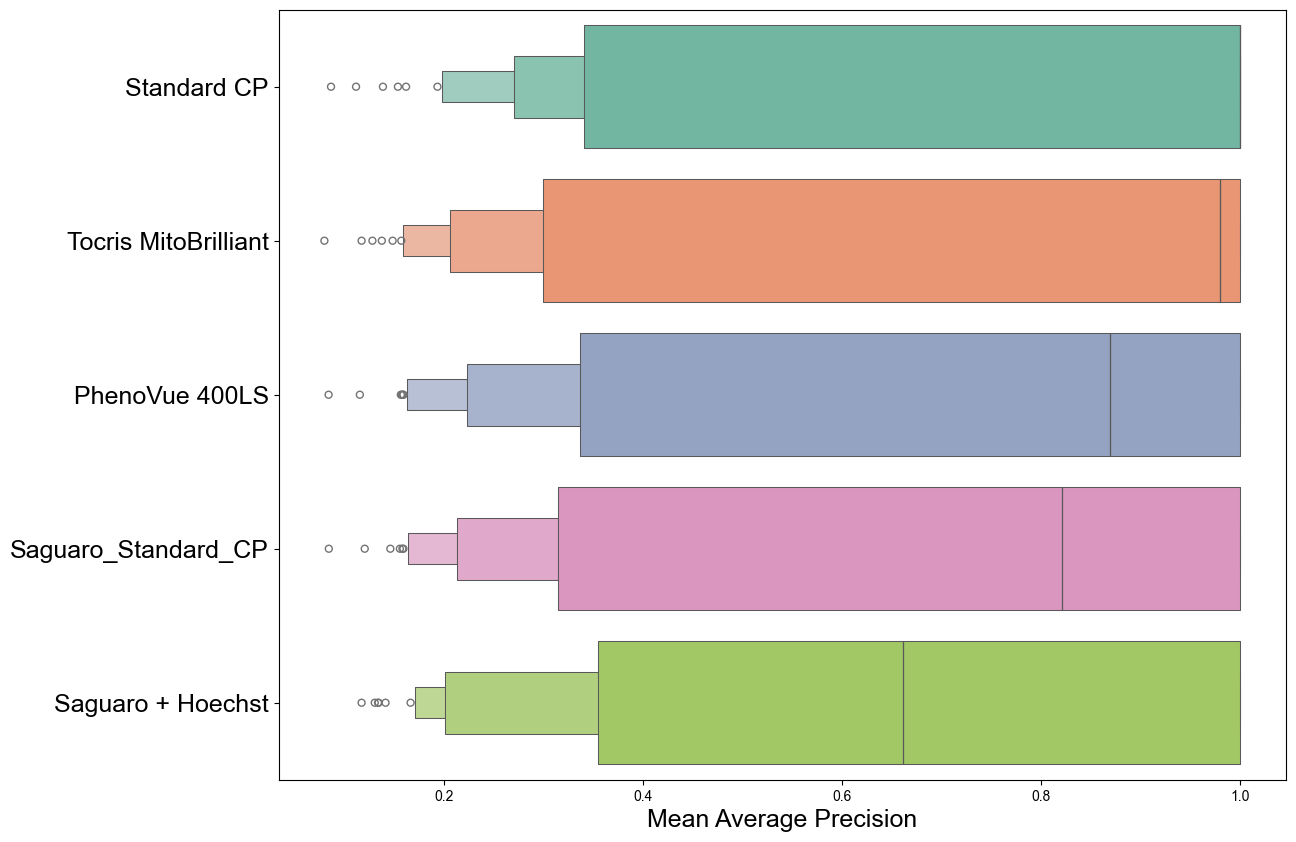 Standard CP
Tocris MitoBrilliant
PhenoVue 400LS
Saguaro_Standard_CP
Saguaro + Hoechst
0.2 0.4 0.6 0.8 1.0
Mean Average Precision